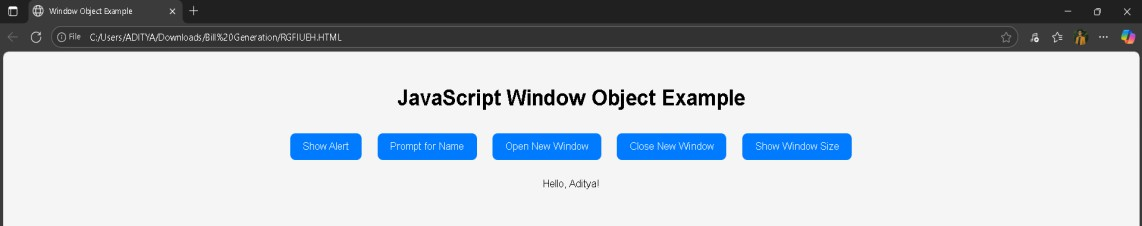 Window Object Example
File C:/Users/ADITYA/Downloads/Bill%20Generation/RGFIUEH.HTML
JavaScript Window Object Example
Show Alert Prompt for Name Open New Window Close New Window Show Window Size
Hello, Aditya!